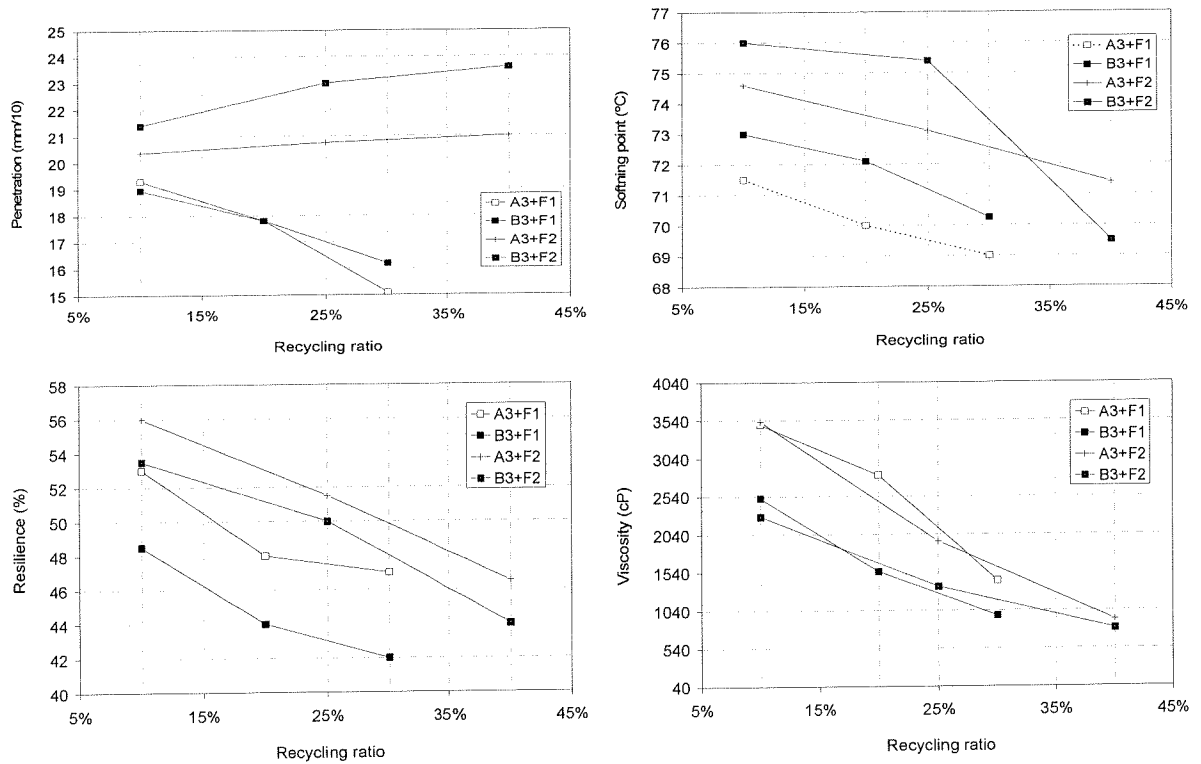 25
24
23
22
21
20
19
18
17
16
15
Penetraion (mm/10)
A3+F1
B3+F1
A3+F2
B3+F2
5% 15% 25% 35% 45%
Recycling ratio
77
76
75
74
73
72
71
70
69
68
Softning point (ºC)
A3+F1
B3+F1
A3+F2
B3+F2
5% 15% 25% 35% 45%
Recycling ratio
58
56
54
52
50
48
46
44
42
40
Resilience (%)
A3+F1
B3+F1
A3+F2
B3+F2
5% 15% 25% 35% 45%
Recycling ratio
4040
3540
3040
2540
2040
1540
1040
540
40
Viscosity (cP)
A3+F1
B3+F1
A3+F2
B3+F2
5% 15% 25% 35% 45%
Recycling ratio